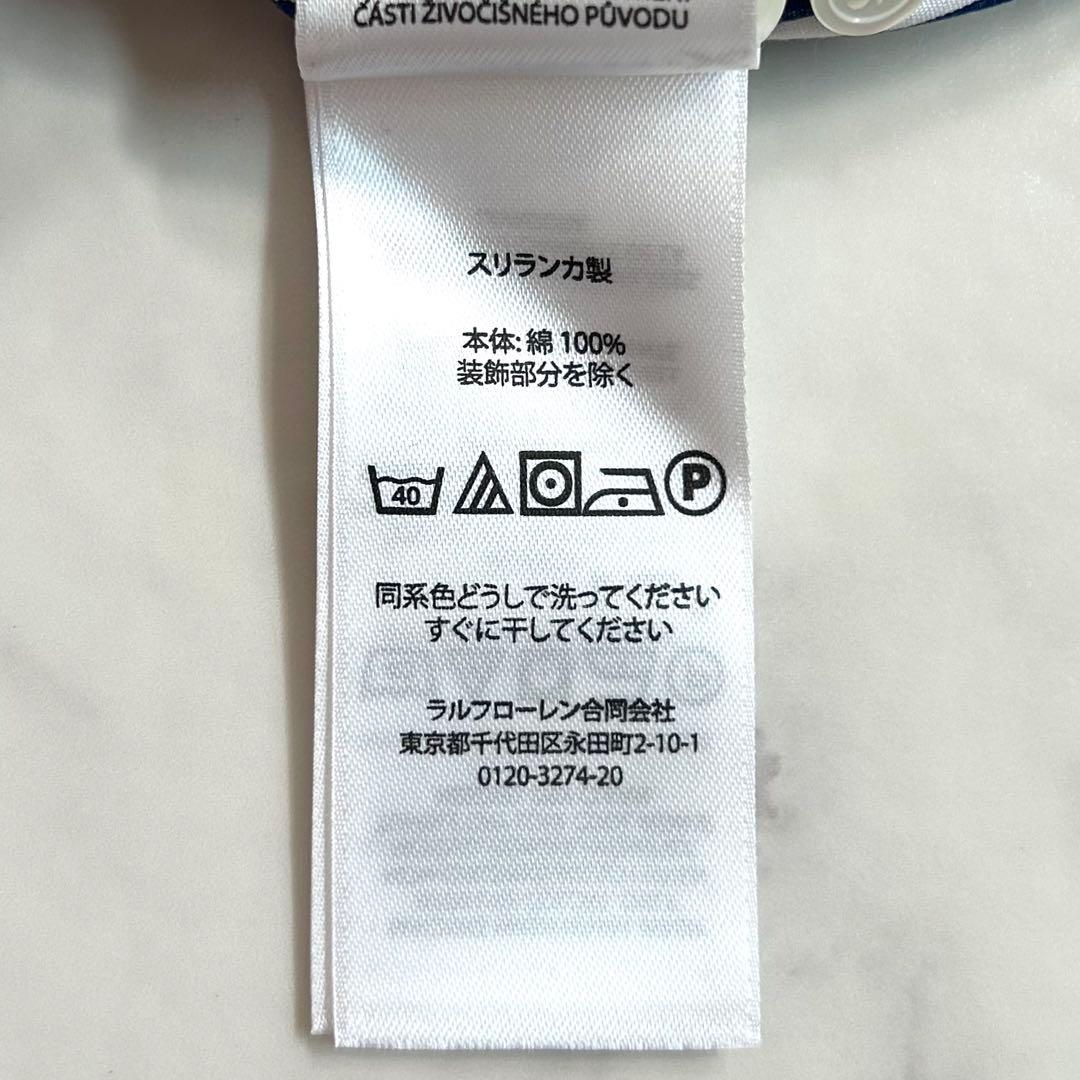 ČÁSTI ŽIVOČIŠNÉHO PŮVODU
スリランカ製
本体: 綿 100%
装飾部分を除く
40
P
同系色どうしで洗ってください
すぐに干してください
ラルフローレン合同会社
東京都千代田区永田町2-10-1
0120-3274-20